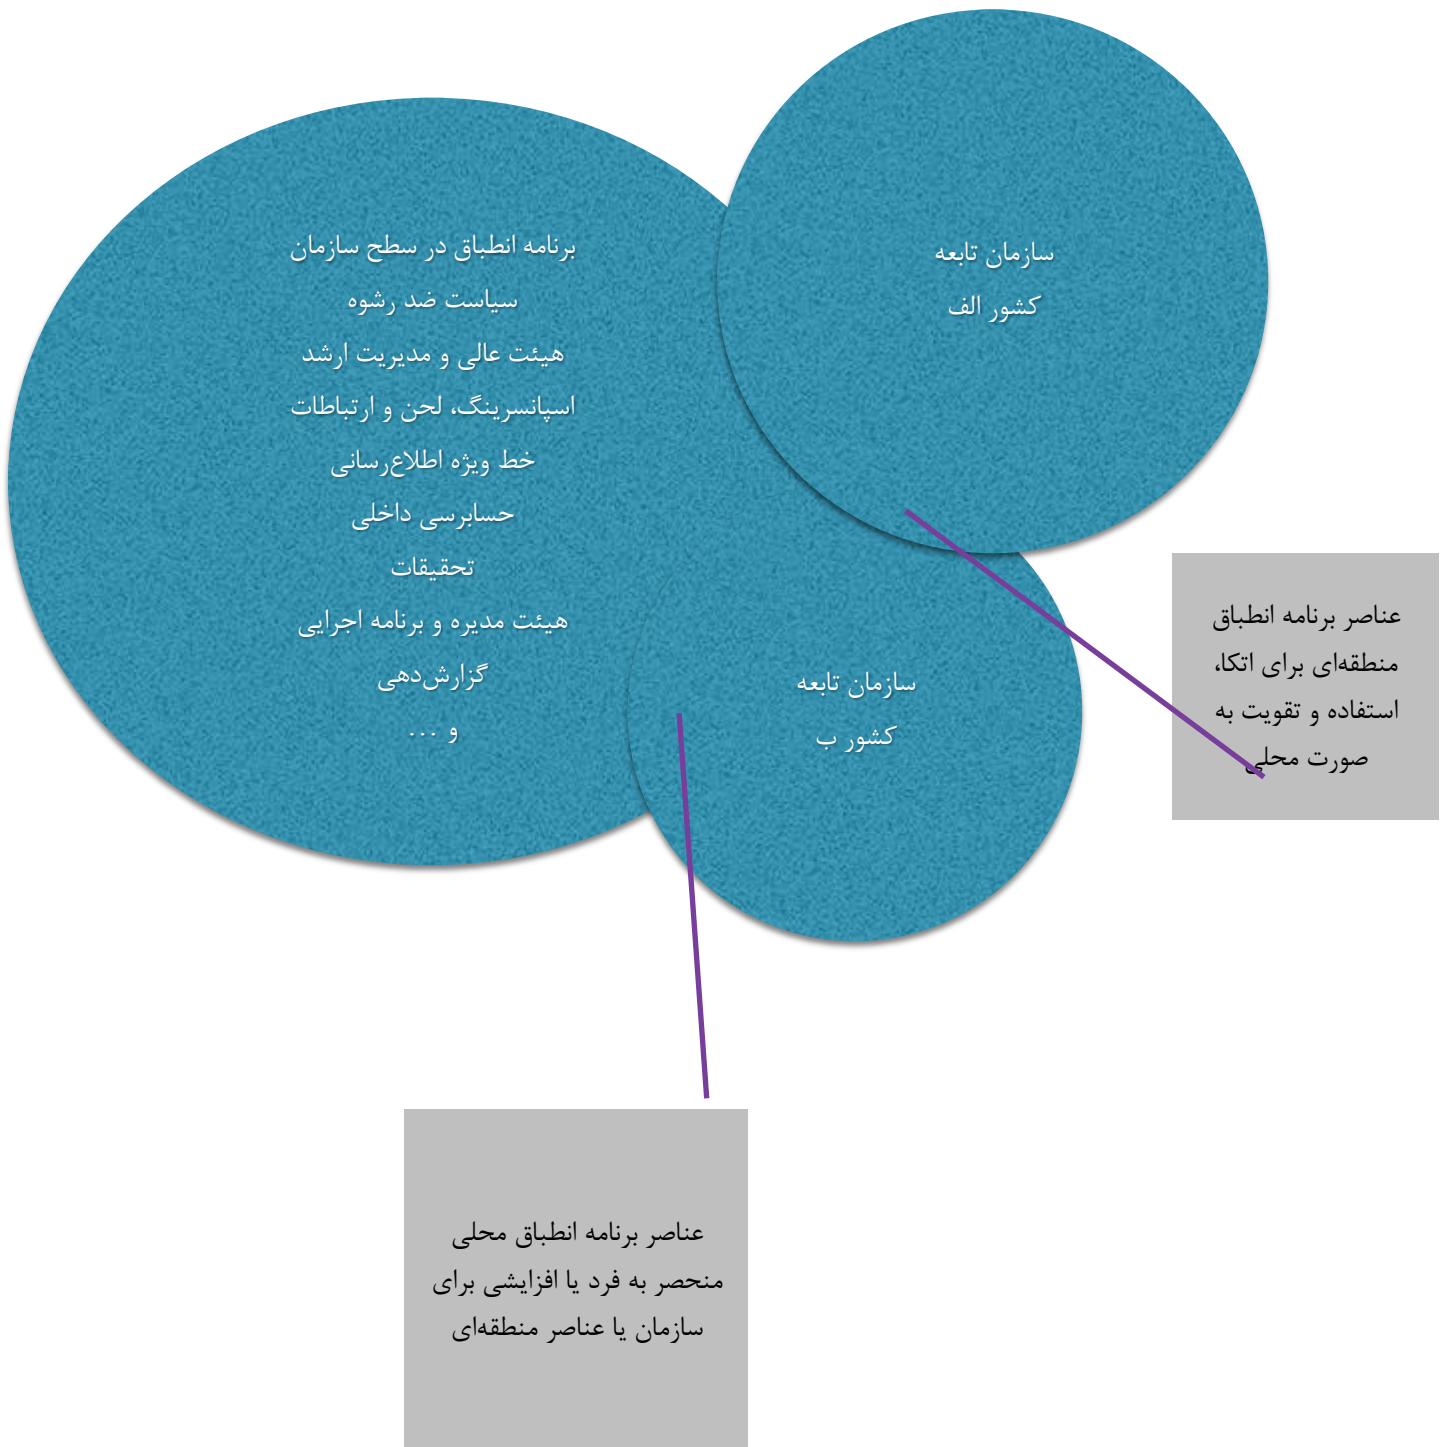 برنامه انطباق در سطح سازمان
سیاست ضد رشوه
هیئت عالی و مدیریت ارشد
اسپانسرینگ، لحن و ارتباطات
خط ویژه اطلاع‌رسانی
حسابرسی داخلی
تحقیقات
هیئت مدیره و برنامه اجرایی
گزارش‌دهی
و ...
سازمان تابعه
کشور الف
سازمان تابعه
کشور ب
عناصر برنامه انطباق
منطقه‌ای برای اتکا،
استفاده و تقویت به
صورت محلی
عناصر برنامه انطباق محلی
منحصر به فرد یا افزایشی برای
سازمان یا عناصر منطقه‌ای